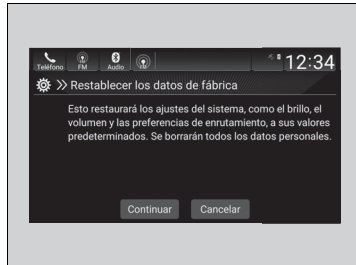 Teléfono FM Audio 12:34
Restablecer los datos de fábrica
Esto restaurará los ajustes del sistema, como el brillo, el
volumen y las preferencias de enrutamiento, a sus valores
predeterminados. Se borrarán todos los datos personales.
Continuar Cancelar